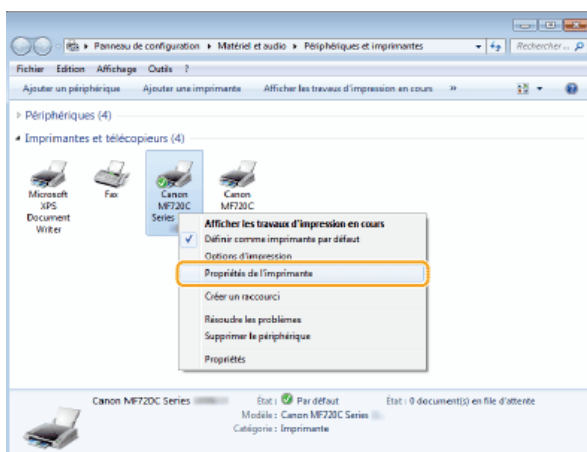 Panneau de configuration Matériel et audio Périphériques et imprimantes Rechercher...
Fichier Edition Affichage Outils ?
Ajouter un périphérique Ajouter une imprimante Afficher les travaux d'impression en cours »
Périphériques (4)
Imprimantes et télécopieurs (4)
Microsoft XPS Document Writer
Fax
Canon MF720C Series
Canon MF720C
Afficher les travaux d'impression en cours
Définir comme imprimante par défaut
Options d'impression
Propriétés de l'imprimante
Créer un raccourci
Résoudre les problèmes
Supprimer le périphérique
Propriétés
Canon MF720C Series État : Par défaut État : 0 document(s) en file d'attente
Modèle : Canon MF720C Series
Catégorie : Imprimante